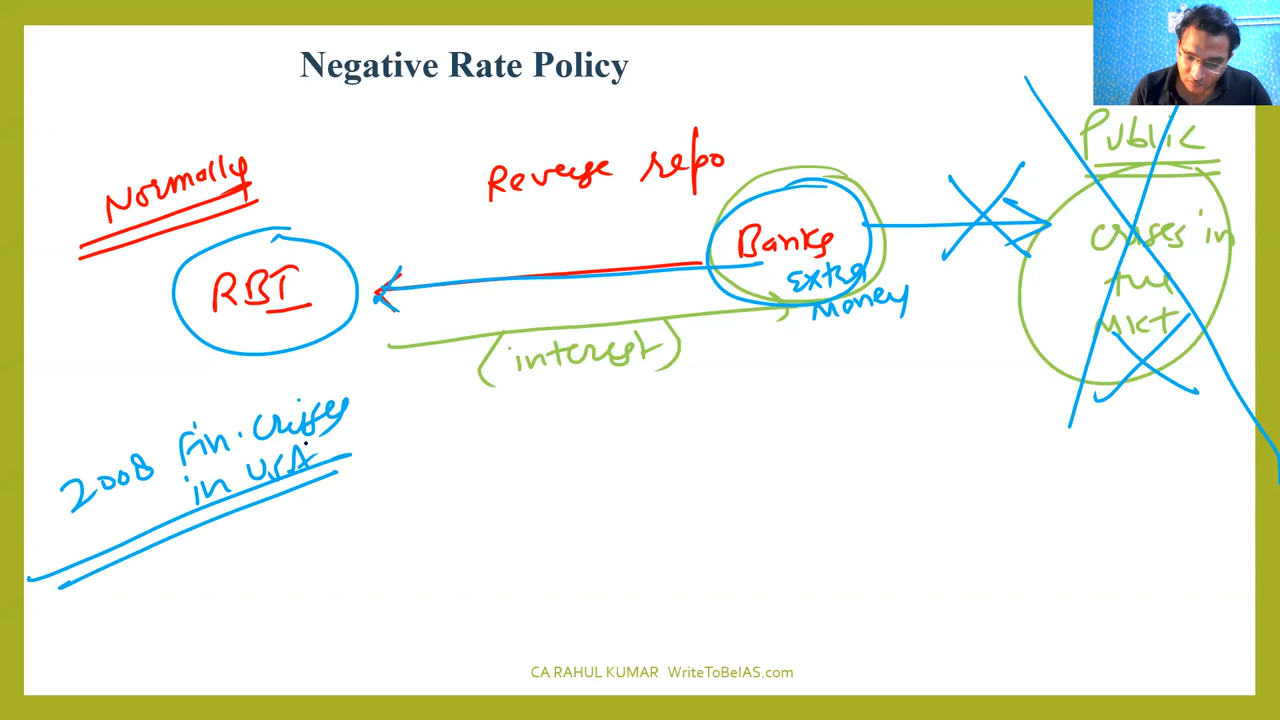 Negative Rate Policy
Normally
Reverse repo
Public
RBI
Banks
Extra
Money
crises in
the
Mkt
(interest)
2008 Fin. Crises
in USA
CA RAHUL KUMAR WriteToBeIAS.com